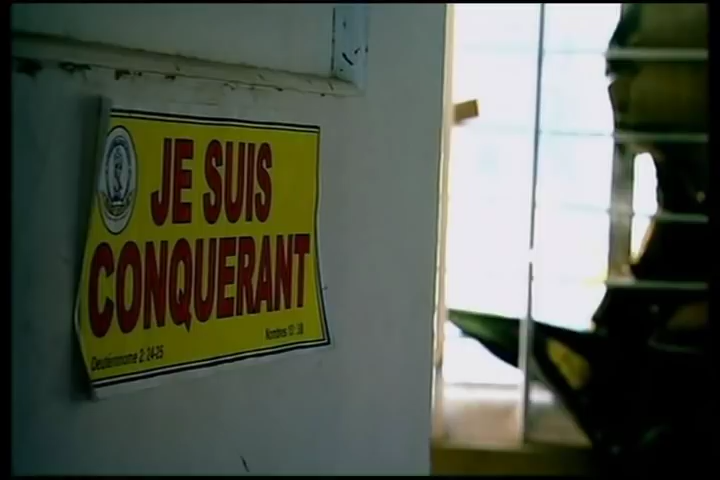 JE SUIS
CONQUERANT
Deutéronome 2: 24-25
Nombres 13: 30